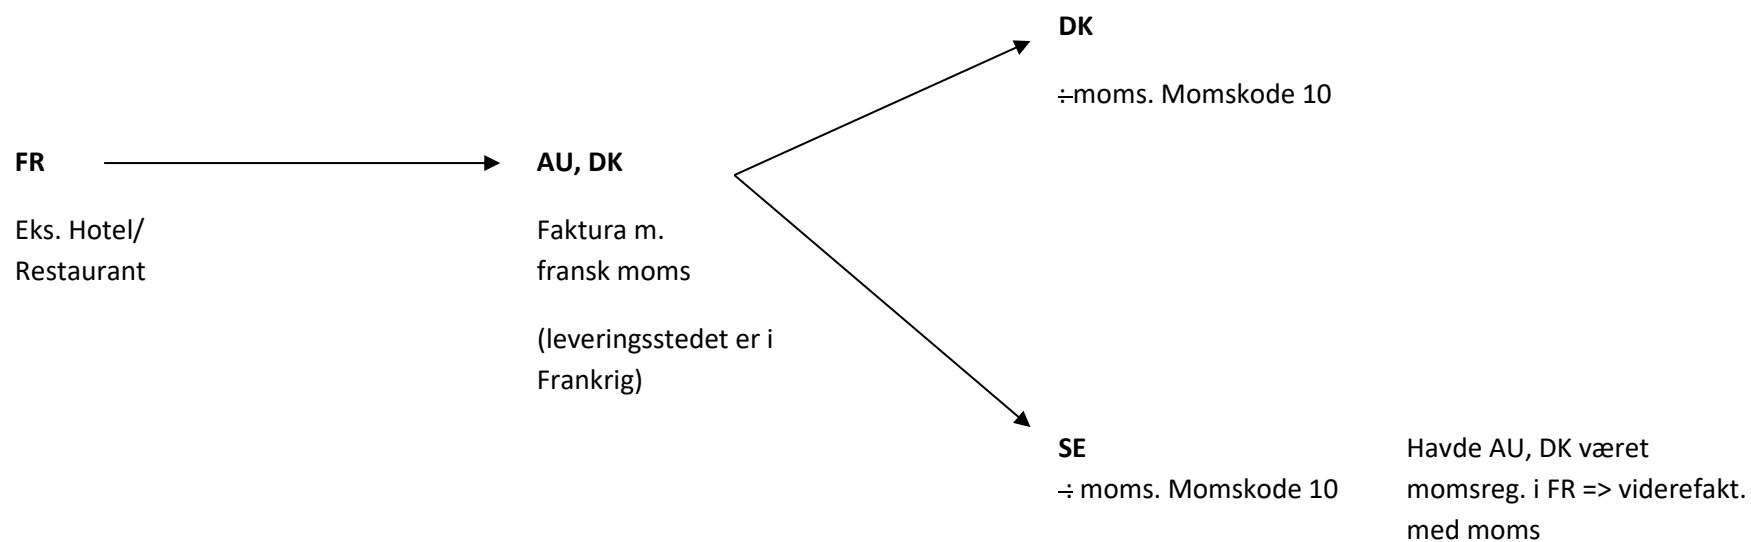 DK
÷moms. Momskode 10
FR
AU, DK
Eks. Hotel/
Restaurant
Faktura m.
fransk moms
(leveringsstedet er i
Frankrig)
SE
÷ moms. Momskode 10
Havde AU, DK været
momsreg. i FR => viderefakt.
med moms